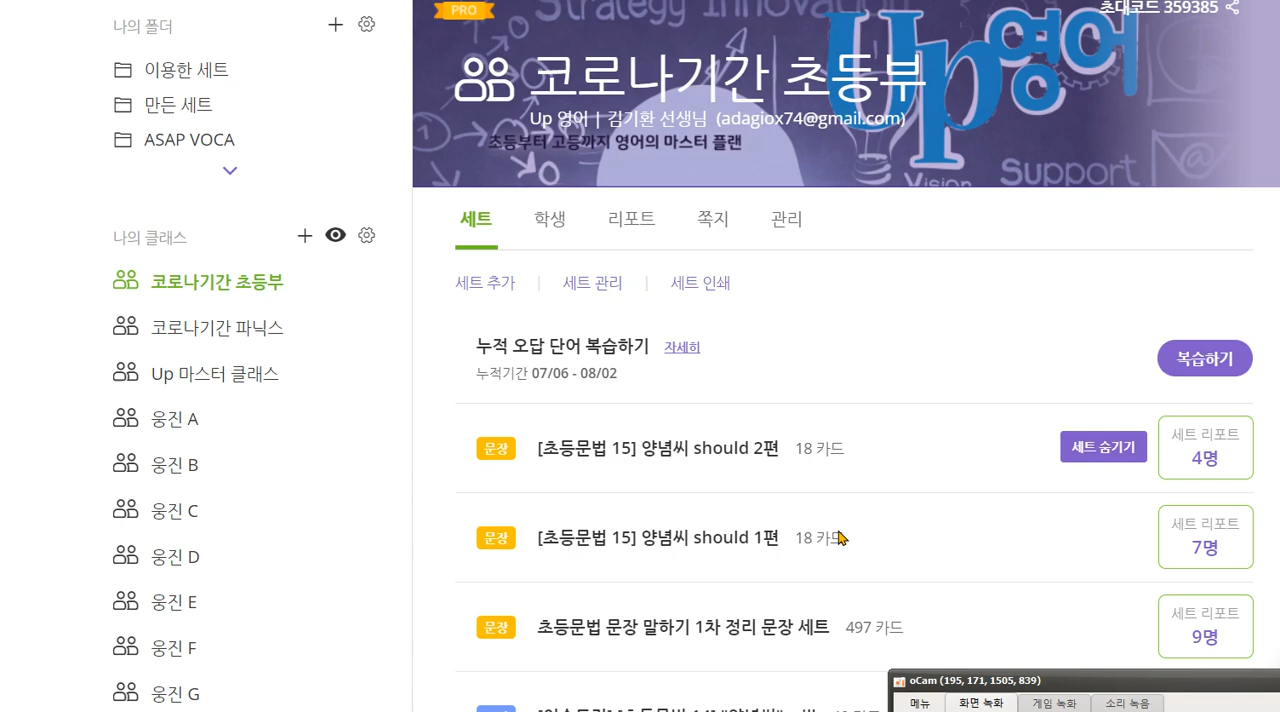 나의 폴더
이용한 세트
만든 세트
ASAP VOCA
나의 클래스
코로나기간 초등부
코로나기간 파닉스
Up 마스터 클래스
웅진 A
웅진 B
웅진 C
웅진 D
웅진 E
웅진 F
웅진 G
PRO
Strategy Innovat
초대코드 359385
코로나기간 초등부
Up영어
Up 영어 | 김기환 선생님 (adagiox74@gmail.com)
초등부터 고등까지 영어의 마스터 플랜
Vision
Support
세트 학생 리포트 쪽지 관리
세트 추가 | 세트 관리 | 세트 인쇄
누적 오답 단어 복습하기 자세히
누적기간 07/06 - 08/02
복습하기
문장 [초등문법 15] 양념씨 should 2편 18 카드 세트 숨기기
세트 리포트
4명
문장 [초등문법 15] 양념씨 should 1편 18 카드
세트 리포트
7명
문장 초등문법 문장 말하기 1차 정리 문장 세트 497 카드
세트 리포트
9명
oCam (195, 171, 1505, 839)
메뉴 화면 녹화 게임 녹화 소리 녹음